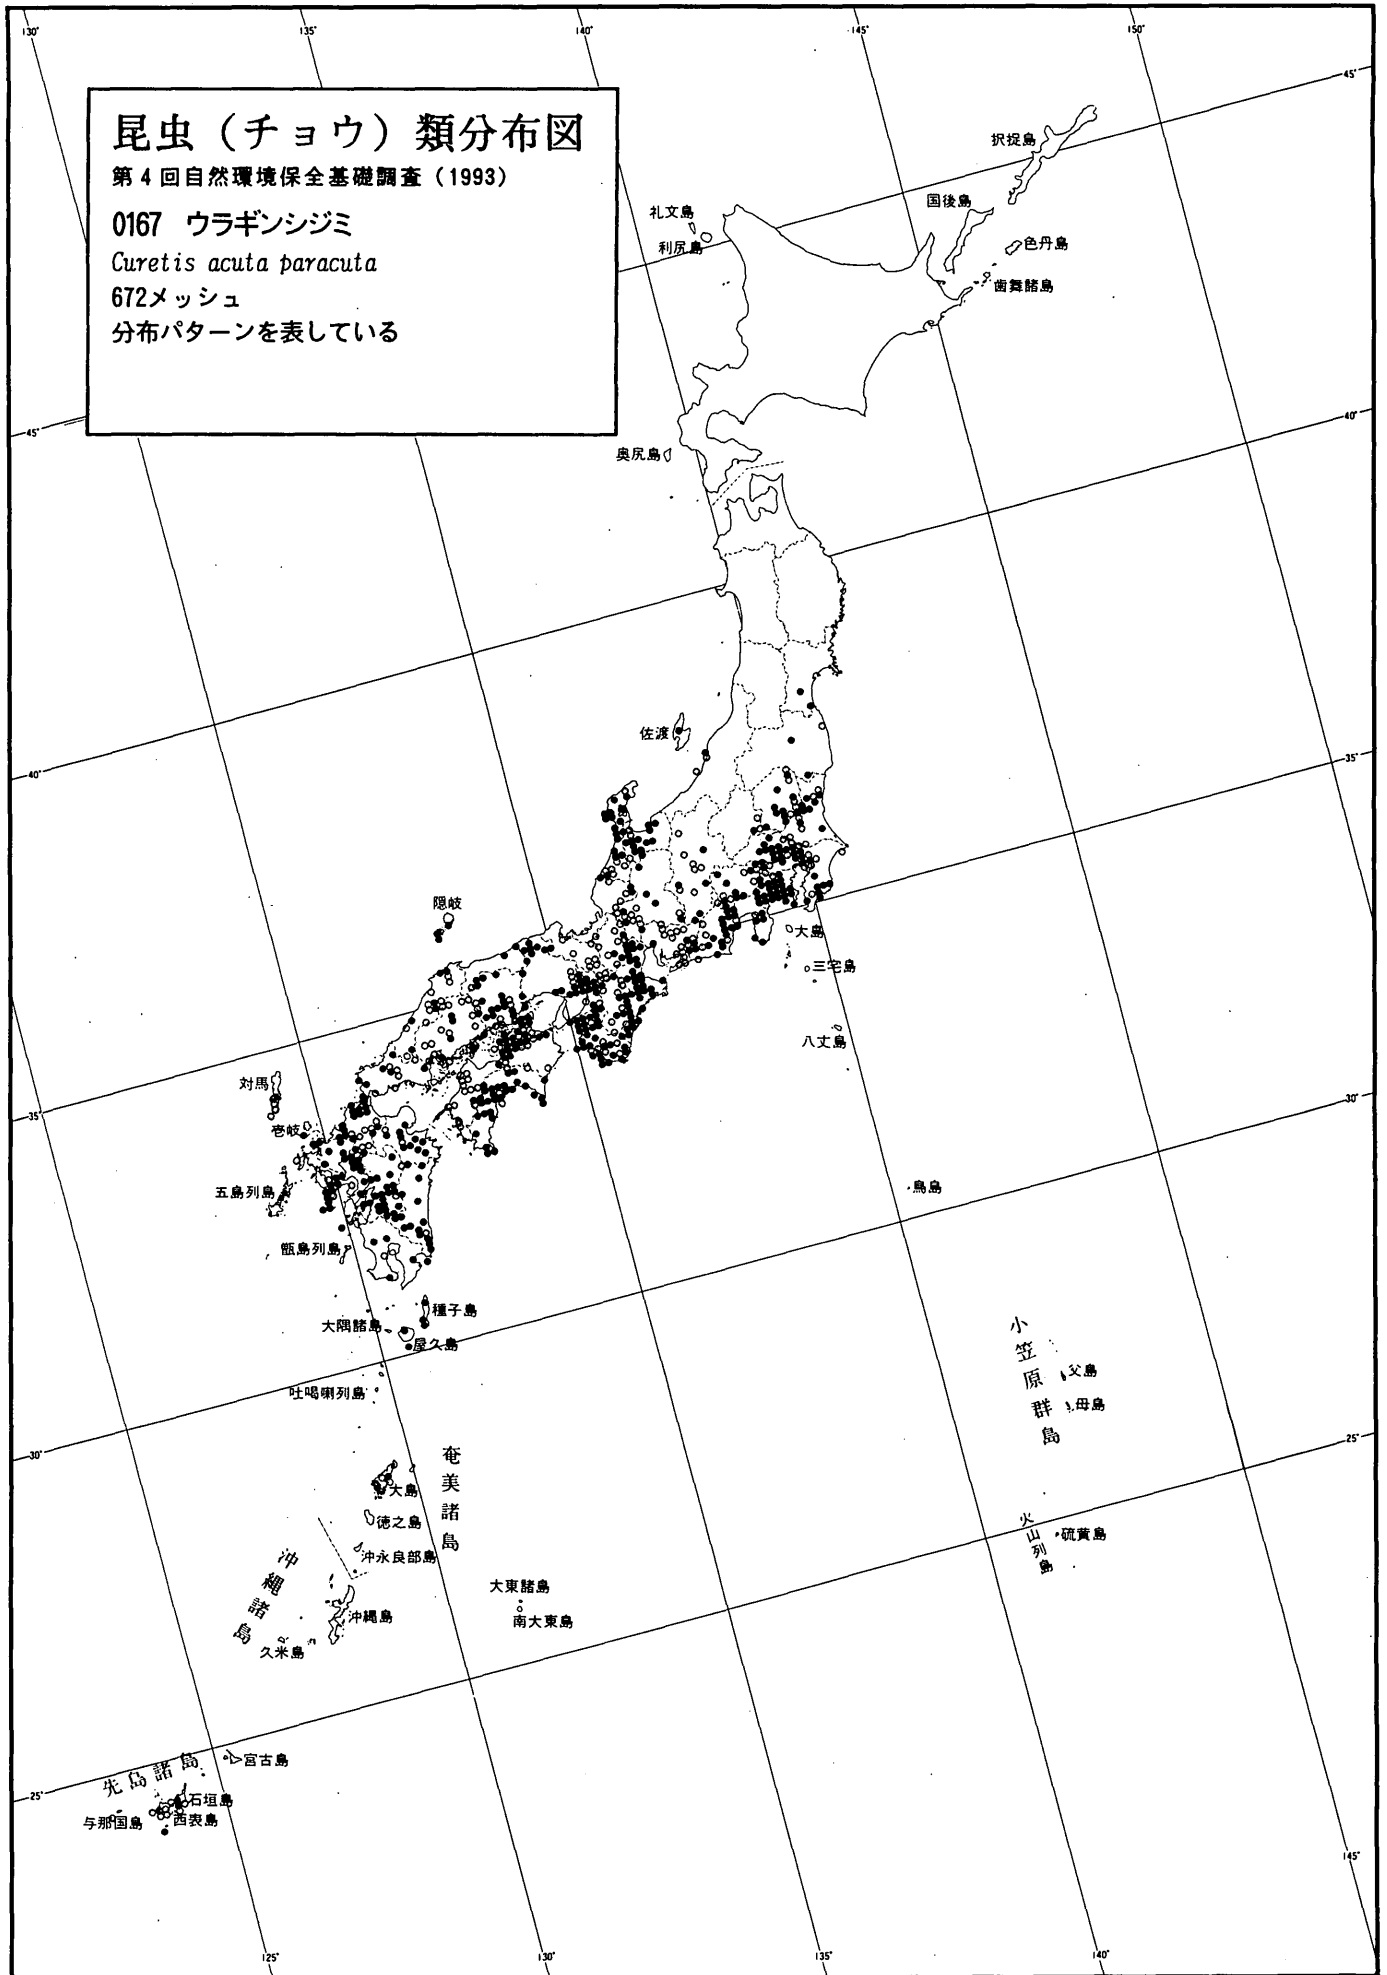 130°
135°
140°
145°
150°
45°
昆虫（チョウ）類分布図
第4回自然環境保全基礎調査（1993）
0167 ウラギンシジミ
Curetis acuta paracuta
672メッシュ
分布パターンを表している
択捉島
礼文島
国後島
利尻島
色丹島
歯舞諸島
40°
45°
奥尻島
佐渡
35°
40°
隠岐
大島
三宅島
八丈島
対馬
30°
35°
壱岐
五島列島
鳥島
甑島列島
種子島
大隅諸島
屋久島
小笠原群島
父島
吐噶喇列島
母島
25°
30°
奄美諸島
大島
徳之島
火山列島
硫黄島
沖永良部島
沖縄諸島
大東諸島
沖縄島
南大東島
久米島
宮古島
先島諸島
25°
石垣島
与那国島
西表島
145°
125°
130°
135°
140°